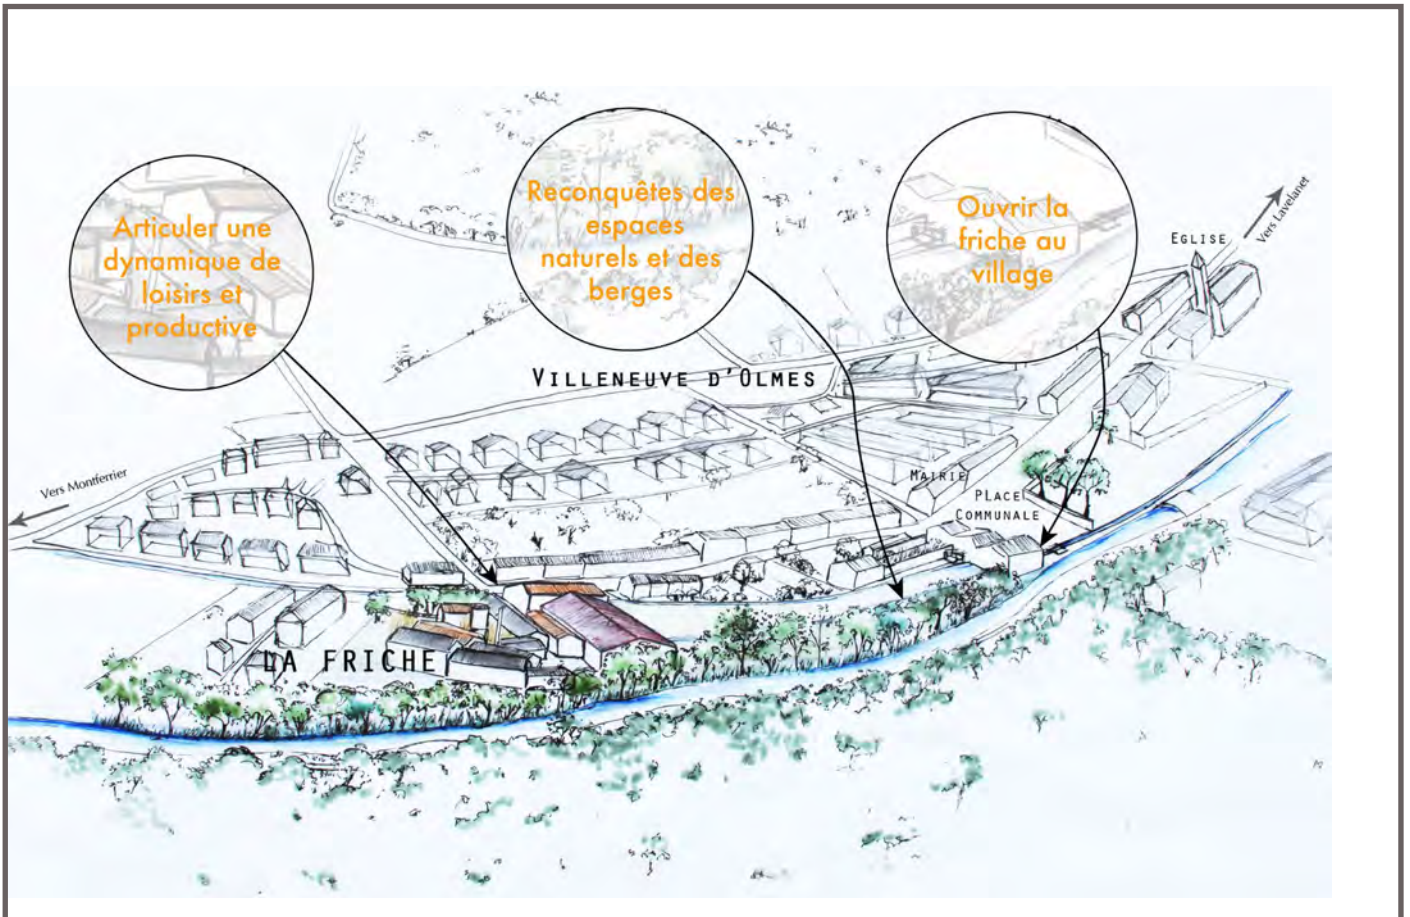 Articuler une
dynamique de
loisirs et
productive
Reconquêtes des
espaces
naturels et des
berges
Ouvrir la
friche au
village
EGLISE
Vers Lavelanet
VILLENEUVE D'OLMES
Vers Montferrier
MAIRIE
PLACE
COMMUNALE
LA FRICHE